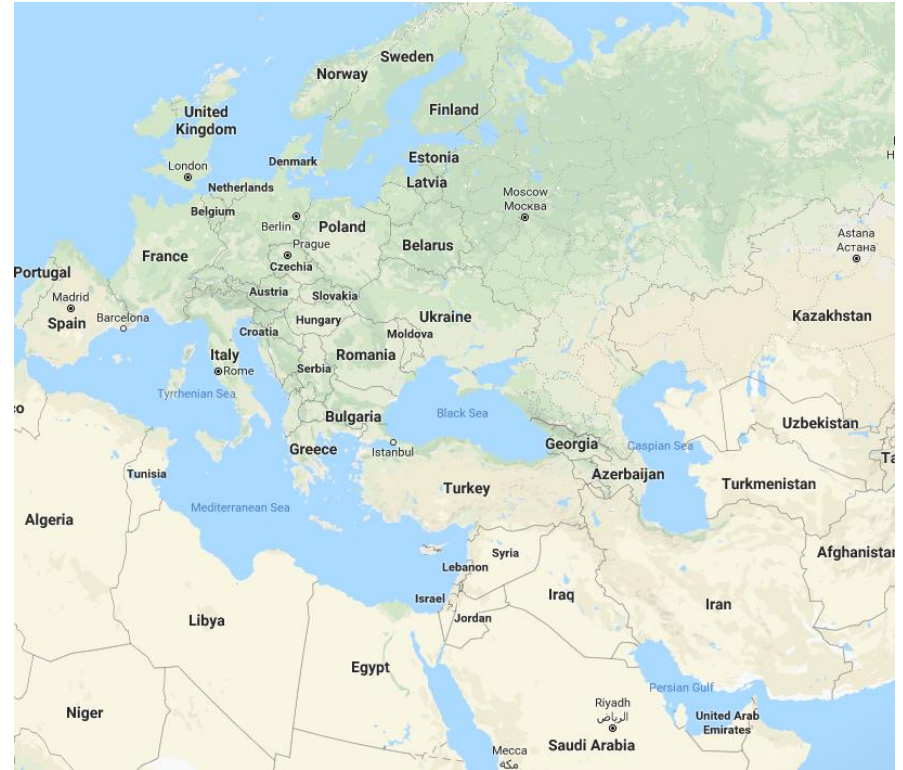 Sweden
Norway
Finland
United
Kingdom
Estonia
Denmark
London
Latvia
Netherlands
Moscow
Москва
Belgium
Berlin
Poland
Astana
Астана
Prague
Belarus
France
Czechia
Portugal
Austria
Slovakia
Madrid
Barcelona
Spain
Hungary
Ukraine
Kazakhstan
Croatia
Moldova
Italy
Romania
Rome
Serbia
Tyrrhenian Sea
Bulgaria
Black Sea
Uzbekistan
Greece
Istanbul
Georgia
Caspian Sea
Tunisia
Azerbaijan
Turkey
Turkmenistan
Mediterranean Sea
Algeria
Syria
Afghanistan
Lebanon
Israel
Iraq
Iran
Jordan
Libya
Egypt
Persian Gulf
Niger
Riyadh
الرياض
United Arab
Emirates
Saudi Arabia
Mecca
مكة